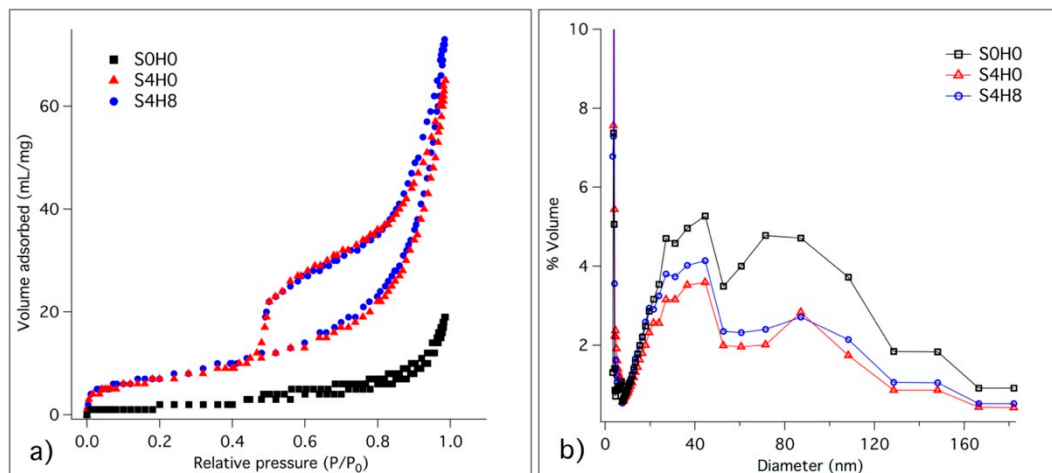 S0H0
S4H0
S4H8
Volume adsorbed (mL/mg)
60
40
20
0
0.0 0.2 0.4 0.6 0.8 1.0
Relative pressure (P/P₀)
a)
S0H0
S4H0
S4H8
% Volume
10
8
6
4
2
0 40 80 120 160
Diameter (nm)
b)